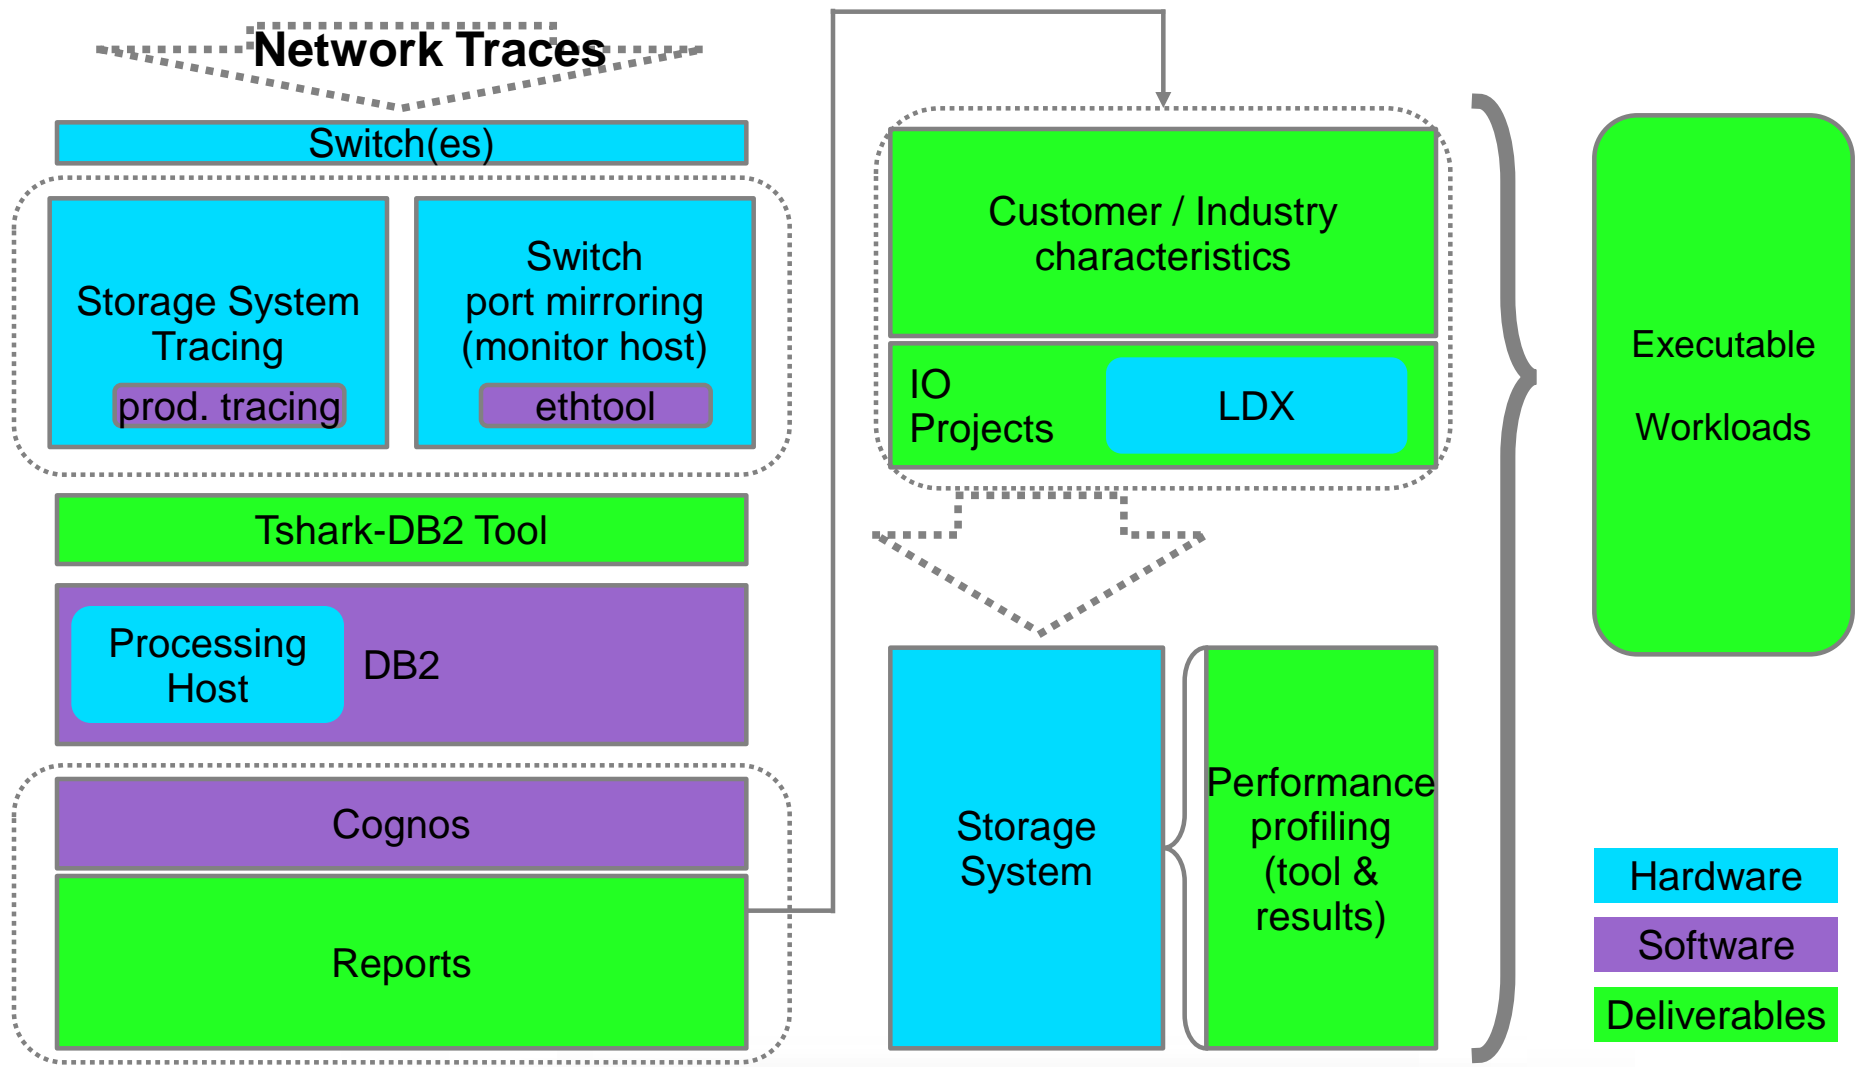 Network Traces
Switch(es)
Storage System
Tracing
prod. tracing
Switch
port mirroring
(monitor host)
ethtool
Tshark-DB2 Tool
Processing
Host
DB2
Cognos
Reports
Customer / Industry
characteristics
IO
Projects
LDX
Storage
System
Performance
profiling
(tool &
results)
Executable
Workloads
Hardware
Software
Deliverables